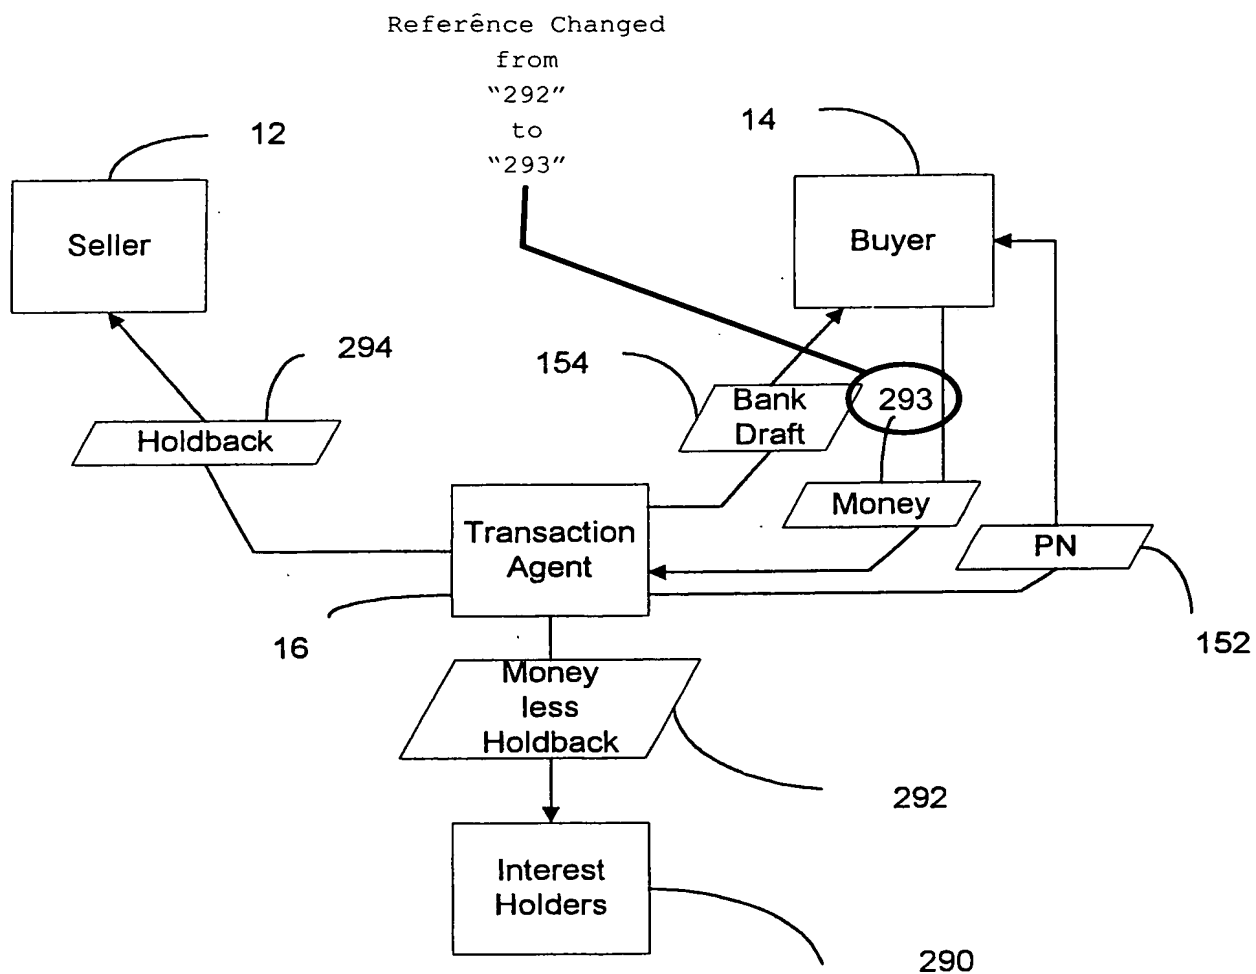 Referênce Changed
from
“292”
to
“293”
12
14
Seller
Buyer
294
154
Bank
Draft
293
Holdback
Money
Transaction
Agent
PN
16
152
Money
less
Holdback
292
Interest
Holders
290